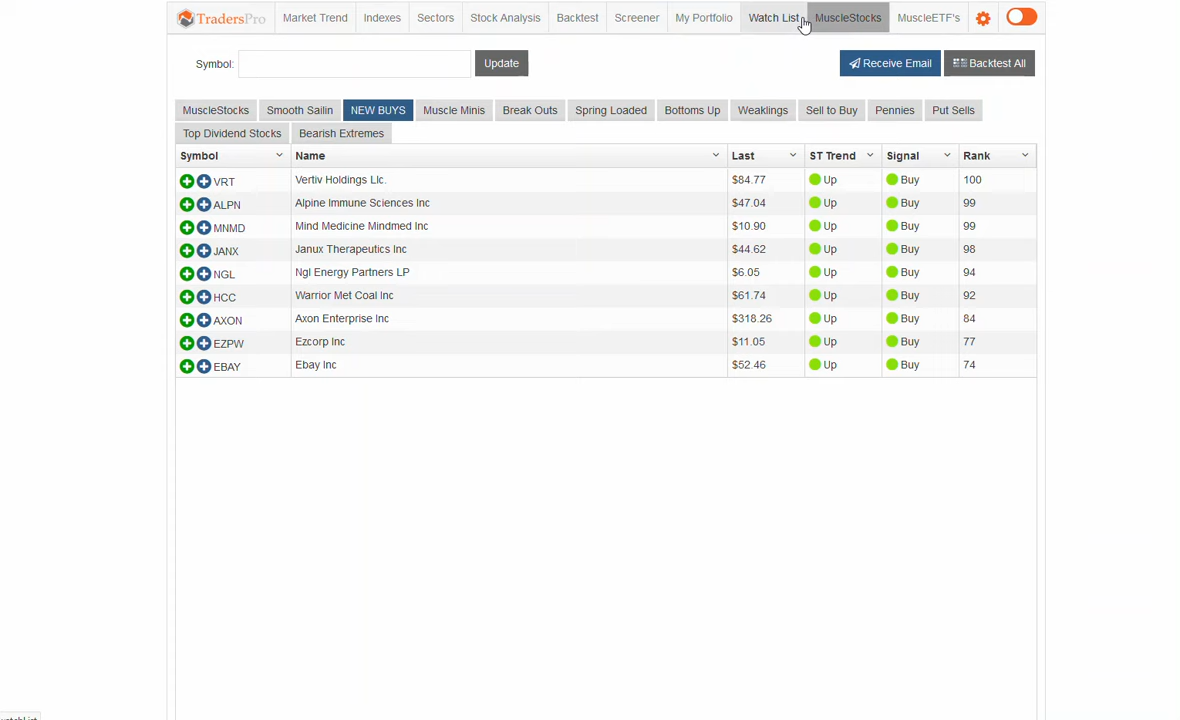 TradersPro Market Trend Indexes Sectors Stock Analysis Backtest Screener My Portfolio Watch List MuscleStocks MuscleETF's
Symbol: Update Receive Email Backtest All
MuscleStocks Smooth Sailin NEW BUYS Muscle Minis Break Outs Spring Loaded Bottoms Up Weaklings Sell to Buy Pennies Put Sells
Top Dividend Stocks Bearish Extremes
Symbol Name Last ST Trend Signal Rank
VRT Vertiv Holdings Llc. $84.77 Up Buy 100
ALPN Alpine Immune Sciences Inc $47.04 Up Buy 99
MNMD Mind Medicine Mindmed Inc $10.90 Up Buy 99
JANX Janux Therapeutics Inc $44.62 Up Buy 98
NGL Ngl Energy Partners LP $6.05 Up Buy 94
HCC Warrior Met Coal Inc $61.74 Up Buy 92
AXON Axon Enterprise Inc $318.26 Up Buy 84
EZPW Ezcorp Inc $11.05 Up Buy 77
EBAY Ebay Inc $52.46 Up Buy 74